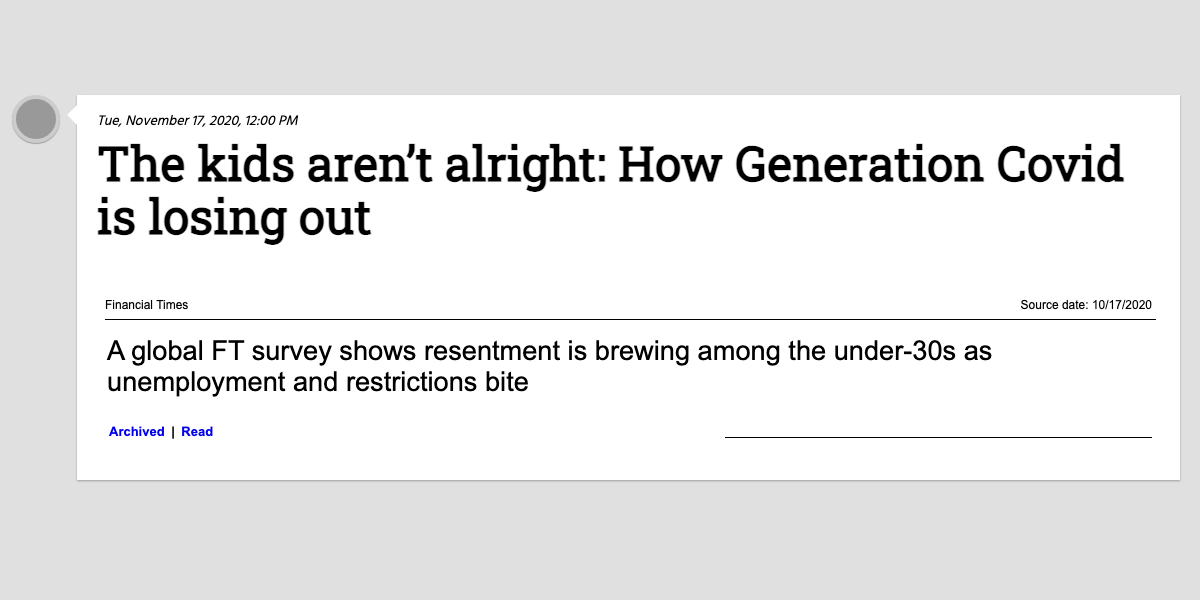 Tue, November 17, 2020, 12:00 PM
The kids aren’t alright: How Generation Covid
is losing out
Financial Times
Source date: 10/17/2020
A global FT survey shows resentment is brewing among the under-30s as
unemployment and restrictions bite
Archived | Read